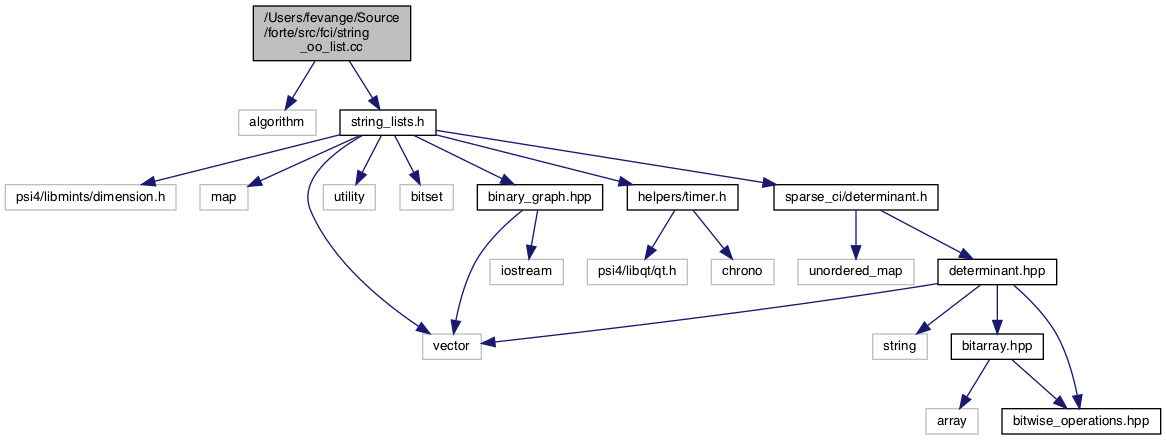 /Users/fevange/Source
/forte/src/fci/string
_oo_list.cc
algorithm
string_lists.h
psi4/libmints/dimension.h
map
utility
bitset
binary_graph.hpp
helpers/timer.h
sparse_ci/determinant.h
iostream
psi4/libqt/qt.h
chrono
unordered_map
determinant.hpp
vector
string
bitarray.hpp
array
bitwise_operations.hpp